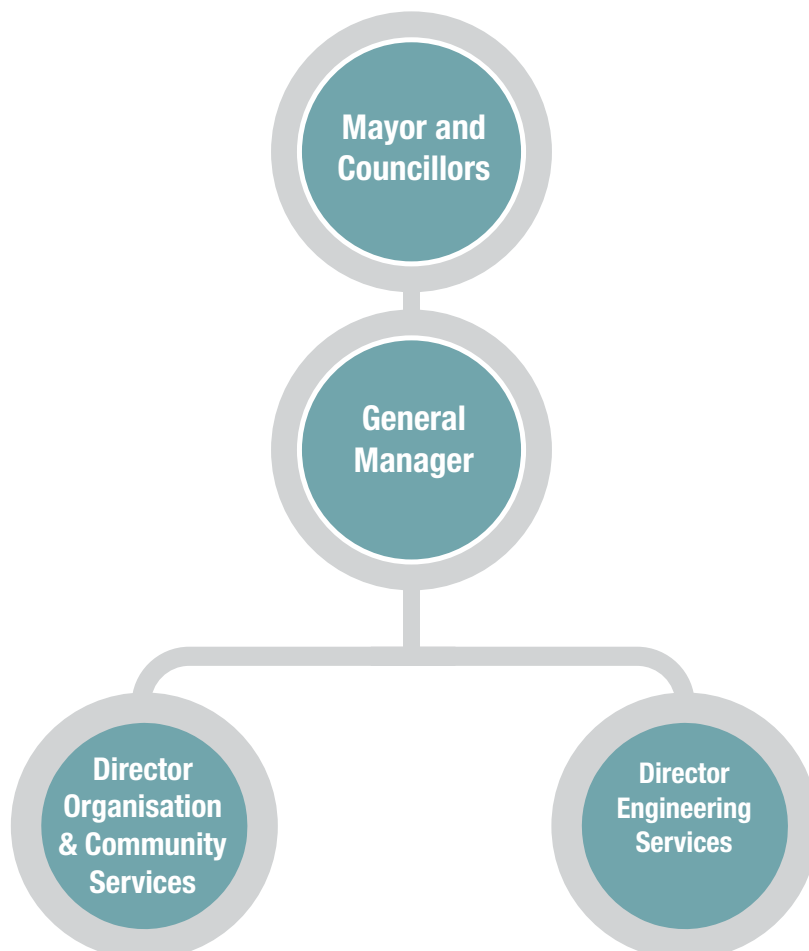 Mayor and
Councillors
General
Manager
Director
Organisation
& Community
Services
Director
Engineering
Services